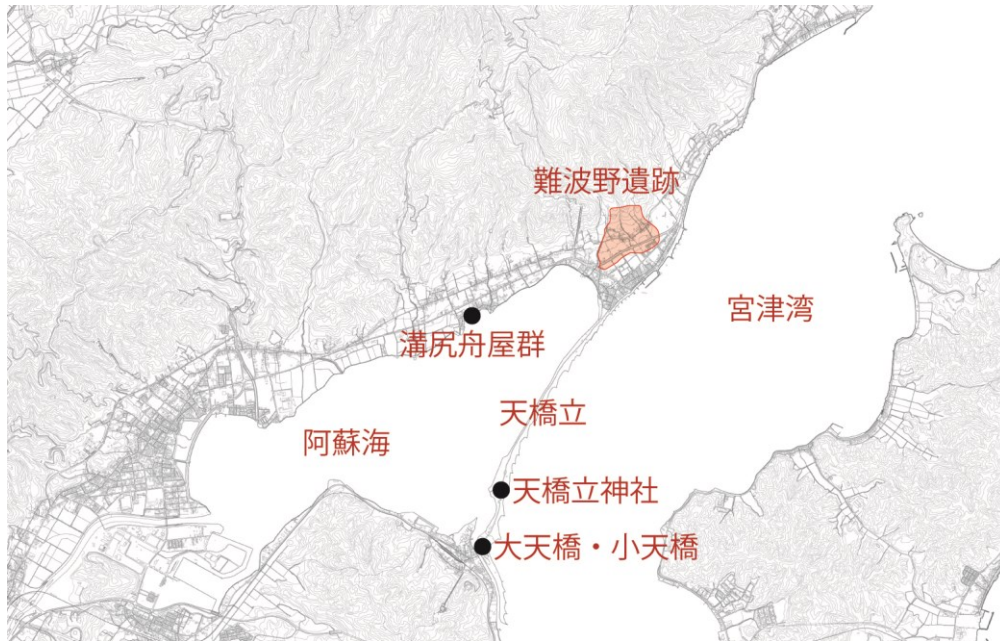 難波野遺跡
宮津湾
溝尻舟屋群
天橋立
阿蘇海
天橋立神社
大天橋・小天橋